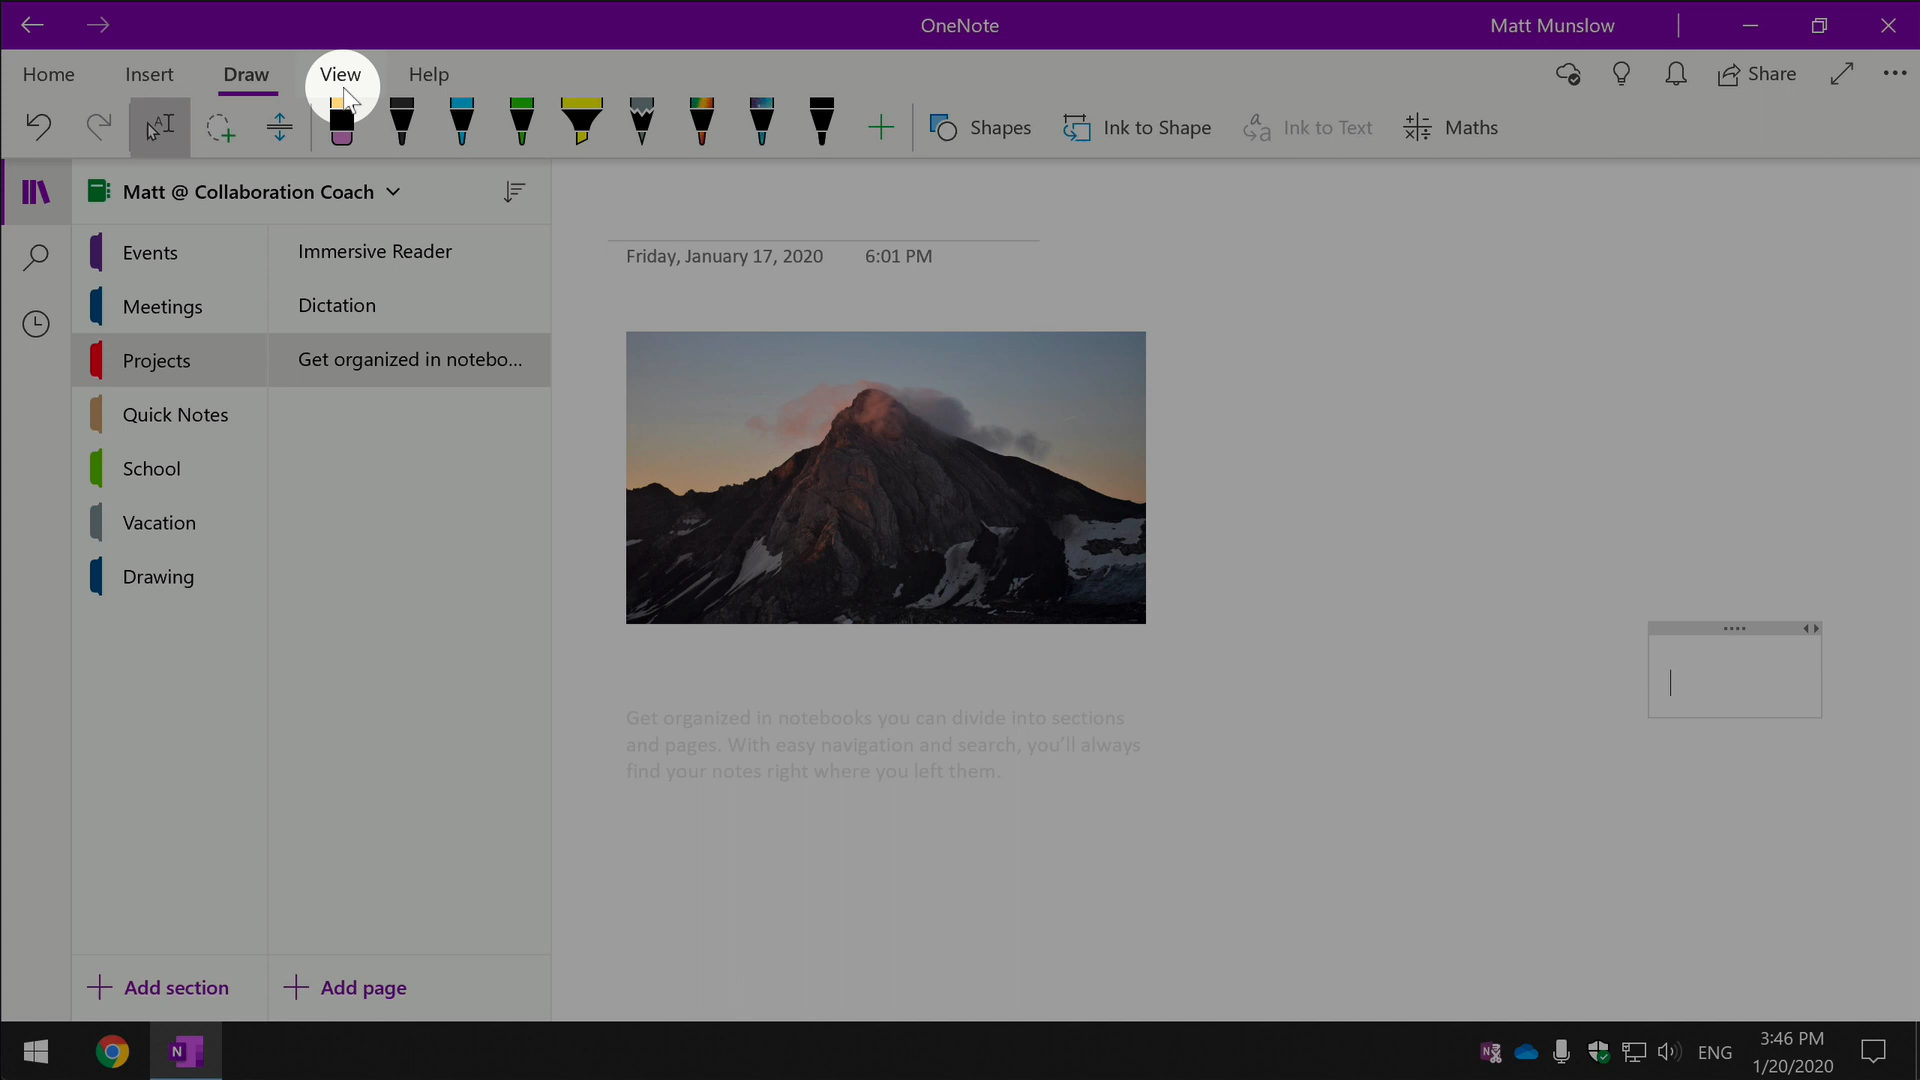 OneNote
Matt Munslow
Home Insert Draw View Help
Share
Shapes Ink to Shape Ink to Text Maths
Matt @ Collaboration Coach
Events
Meetings
Projects
Quick Notes
School
Vacation
Drawing
Immersive Reader
Dictation
Get organized in notebo...
Friday, January 17, 2020 6:01 PM
Get organized in notebooks you can divide into sections
and pages. With easy navigation and search, you'll always
find your notes right where you left them.
Add section
Add page
ENG
3:46 PM
1/20/2020